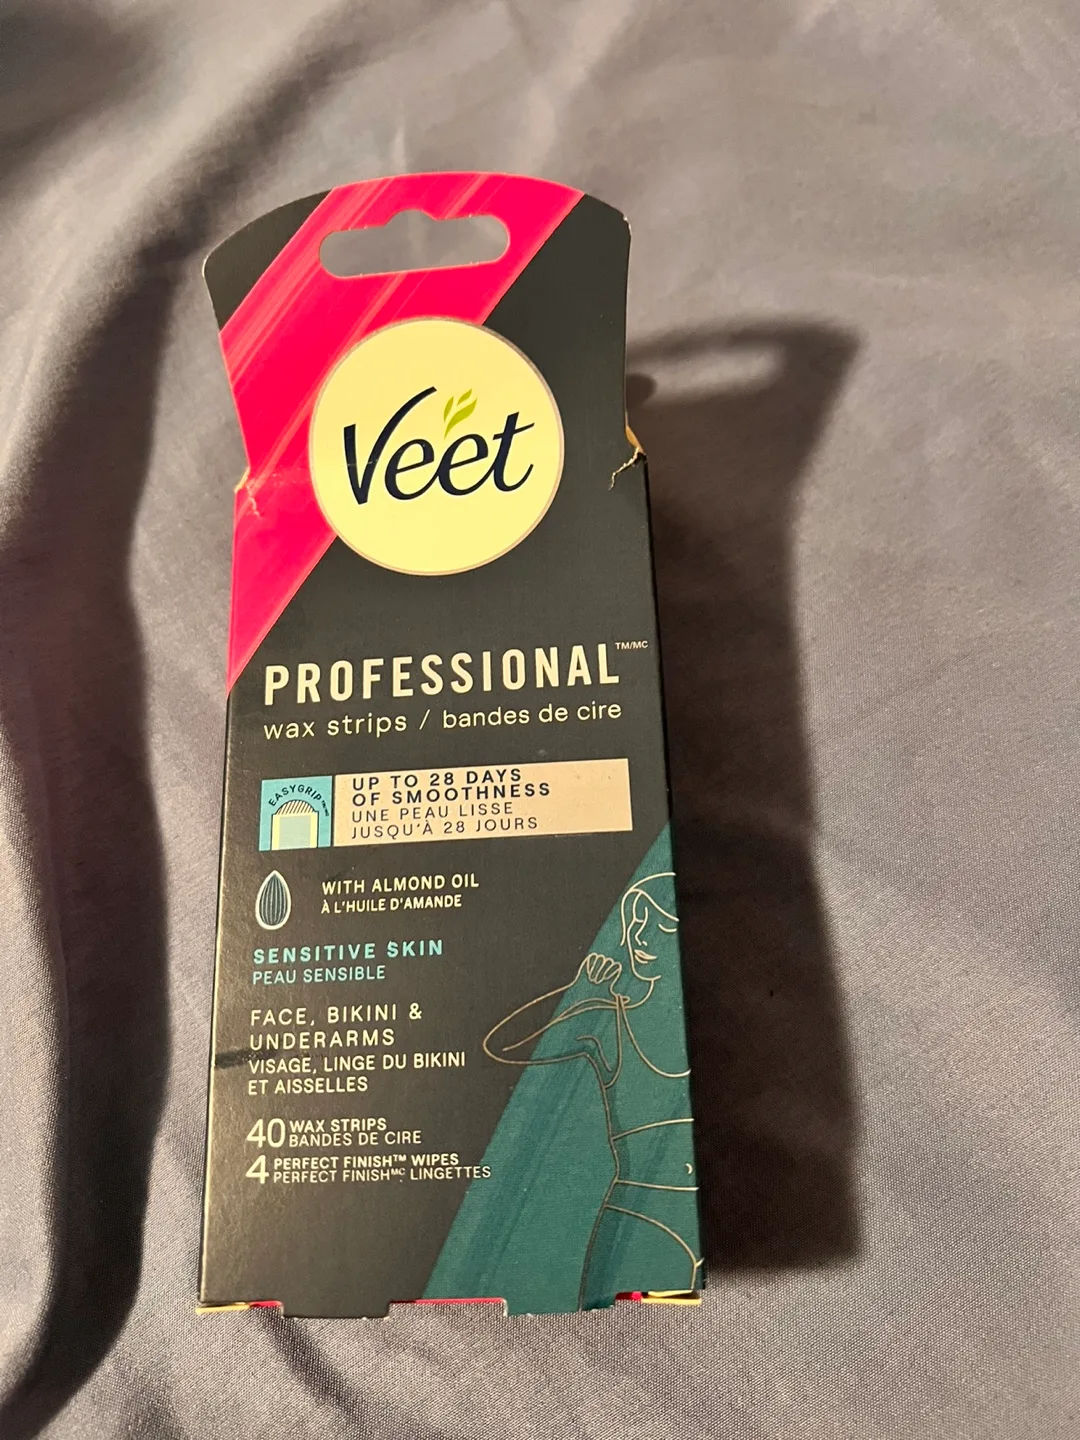 Veet
PROFESSIONAL™/MC
wax strips / bandes de cire
EASYGRIP
UP TO 28 DAYS
OF SMOOTHNESS
UNE PEAU LISSE
JUSQU'À 28 JOURS
WITH ALMOND OIL
À L'HUILE D'AMANDE
SENSITIVE SKIN
PEAU SENSIBLE
FACE, BIKINI &
UNDERARMS
VISAGE, LINGE DU BIKINI
ET AISSELLES
40 WAX STRIPS
BANDES DE CIRE
4 PERFECT FINISH™ WIPES
PERFECT FINISHᴹᶜ LINGETTES